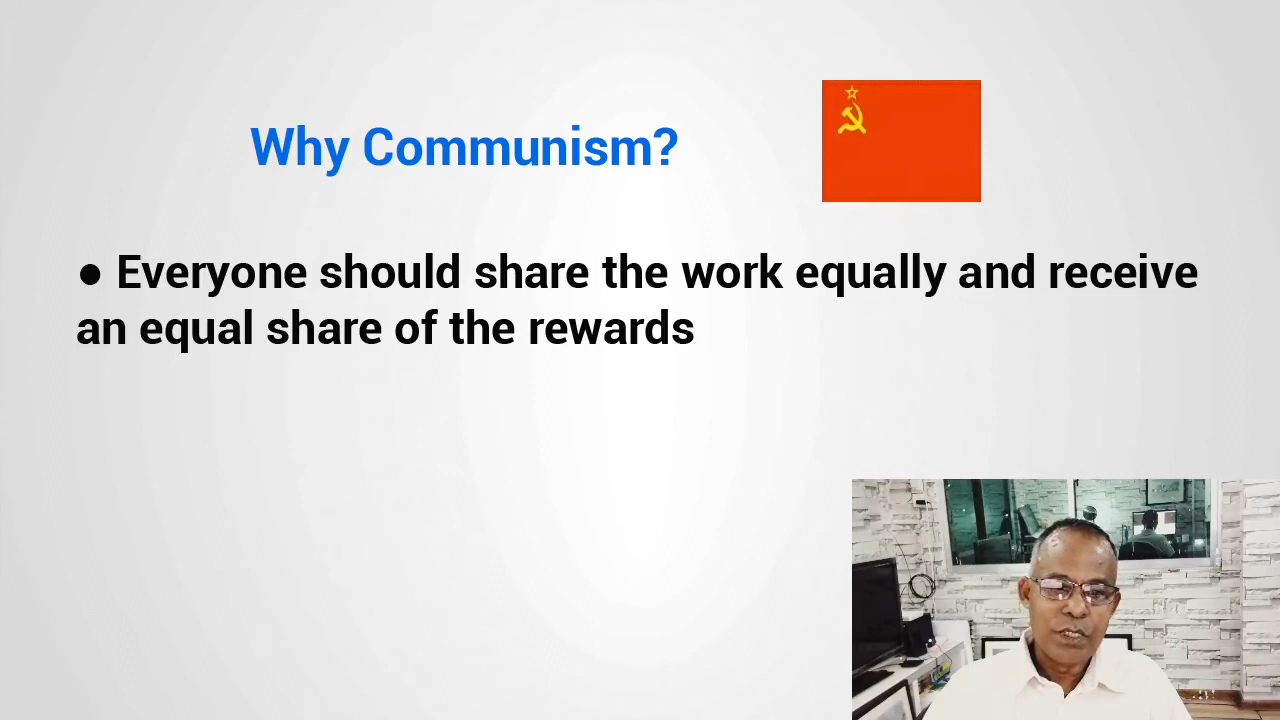 Why Communism?
● Everyone should share the work equally and receive
an equal share of the rewards